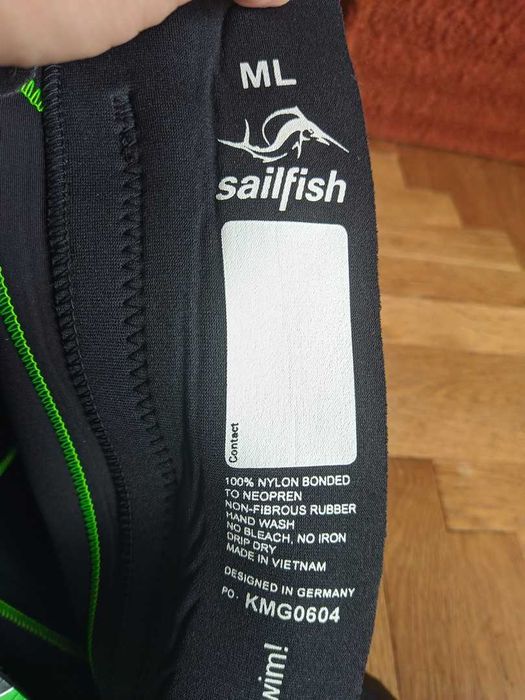 ML
sailfish
Contact
100% NYLON BONDED
TO NEOPREN
NON-FIBROUS RUBBER
HAND WASH
NO BLEACH, NO IRON
DRIP DRY
MADE IN VIETNAM
DESIGNED IN GERMANY
PO. KMG0604